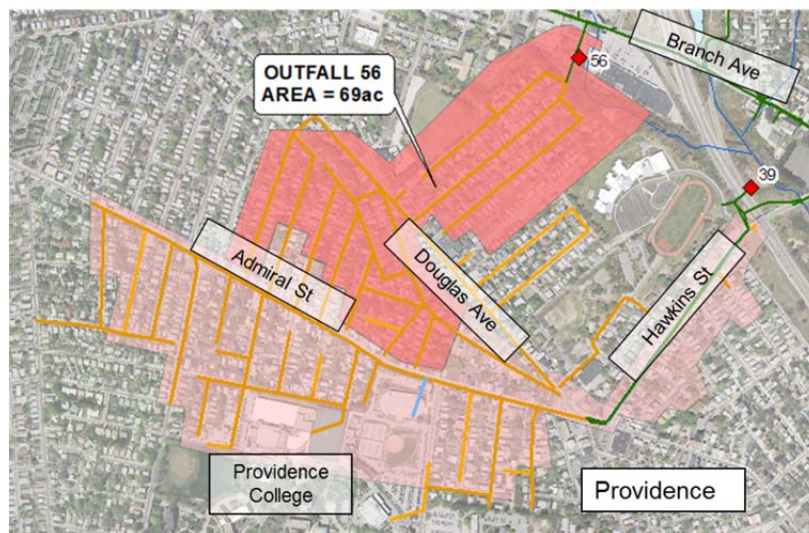 OUTFALL 56
AREA = 69ac
56
Branch Ave
39
Admiral St
Douglas Ave
Hawkins St
Providence
College
Providence